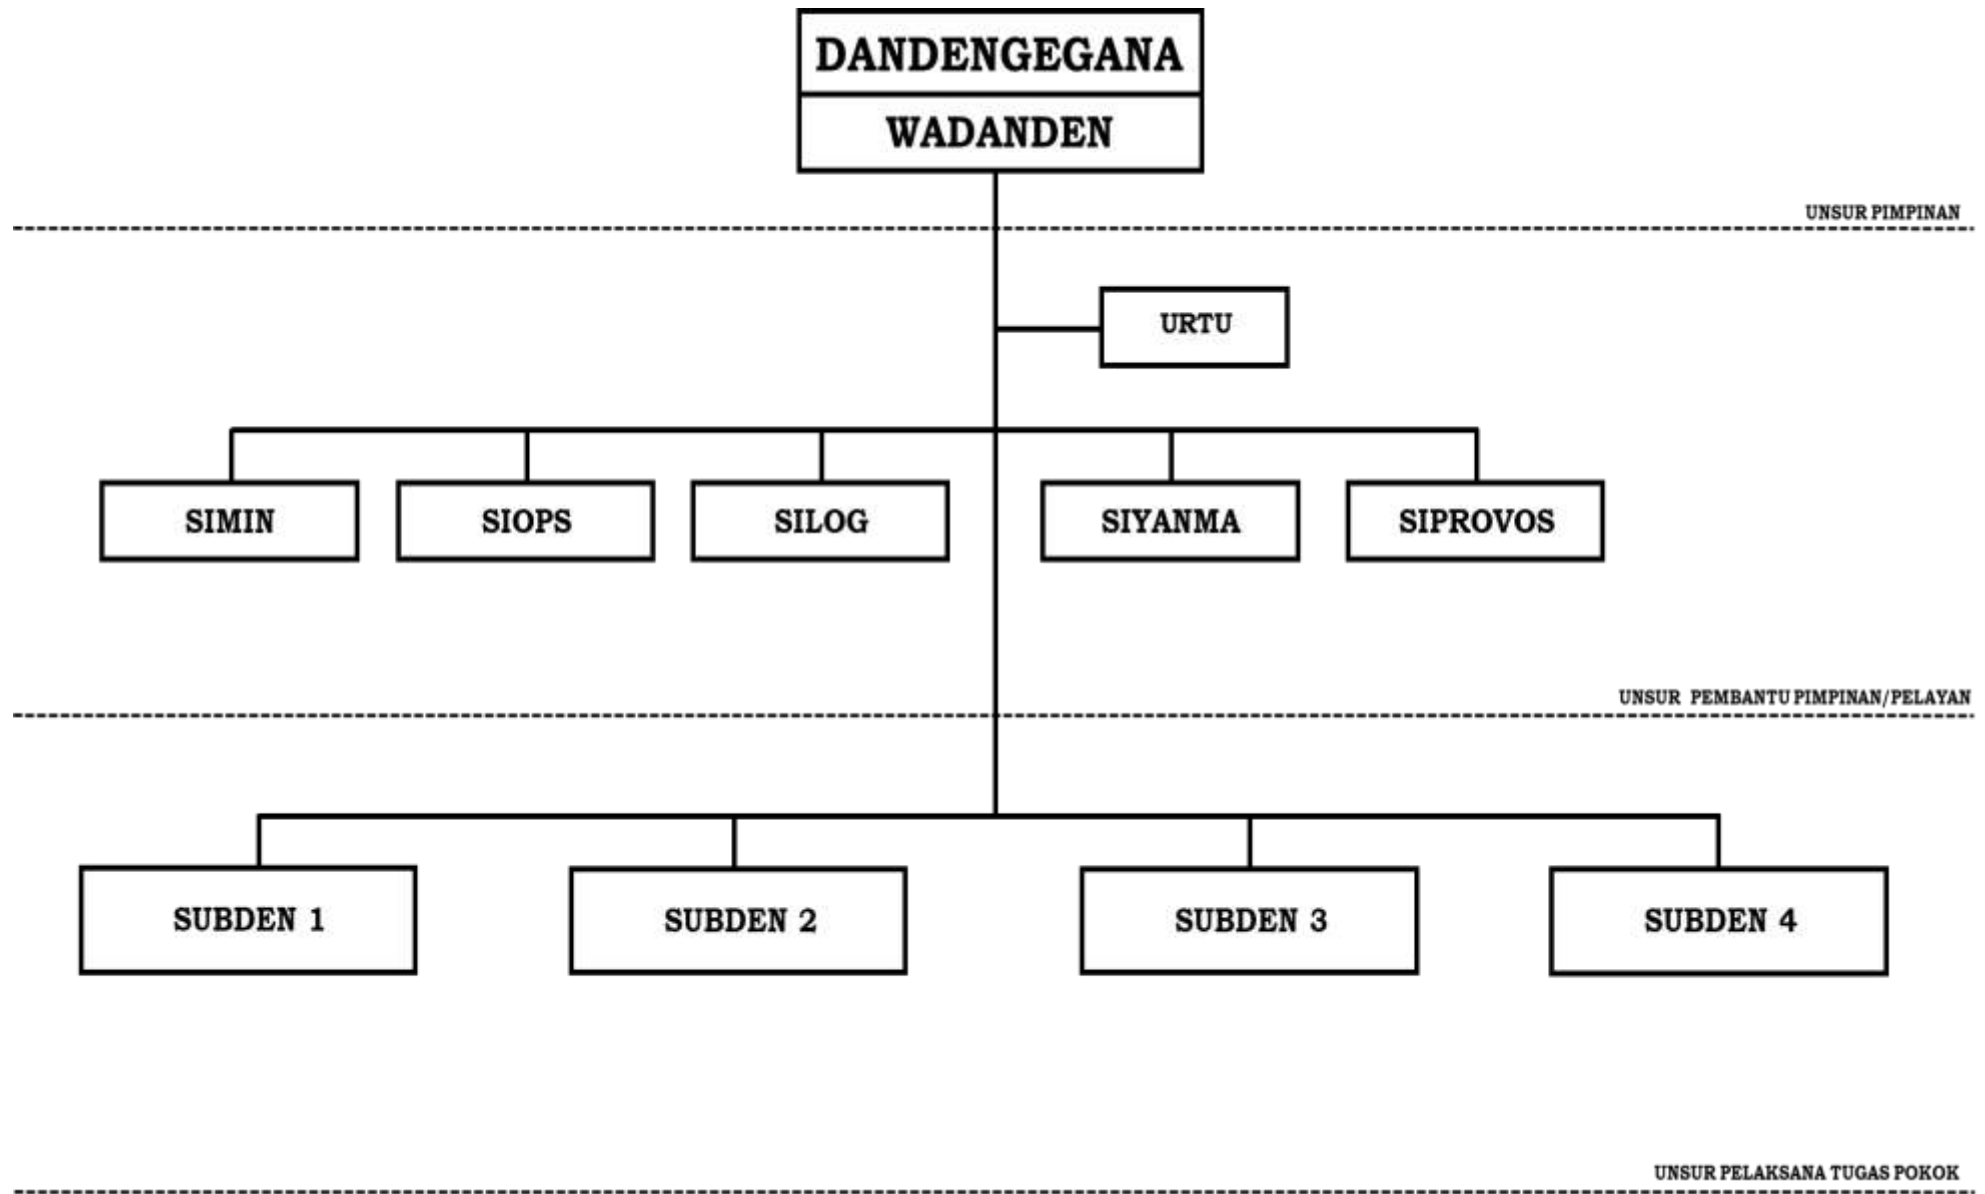 DANDENGEGANA
WADANDEN
UNSUR PIMPINAN
URTU
SIMIN
SIOPS
SILOG
SIYANMA
SIPROVOS
UNSUR PEMBANTU PIMPINAN/PELAYAN
SUBDEN 1
SUBDEN 2
SUBDEN 3
SUBDEN 4
UNSUR PELAKSANA TUGAS POKOK